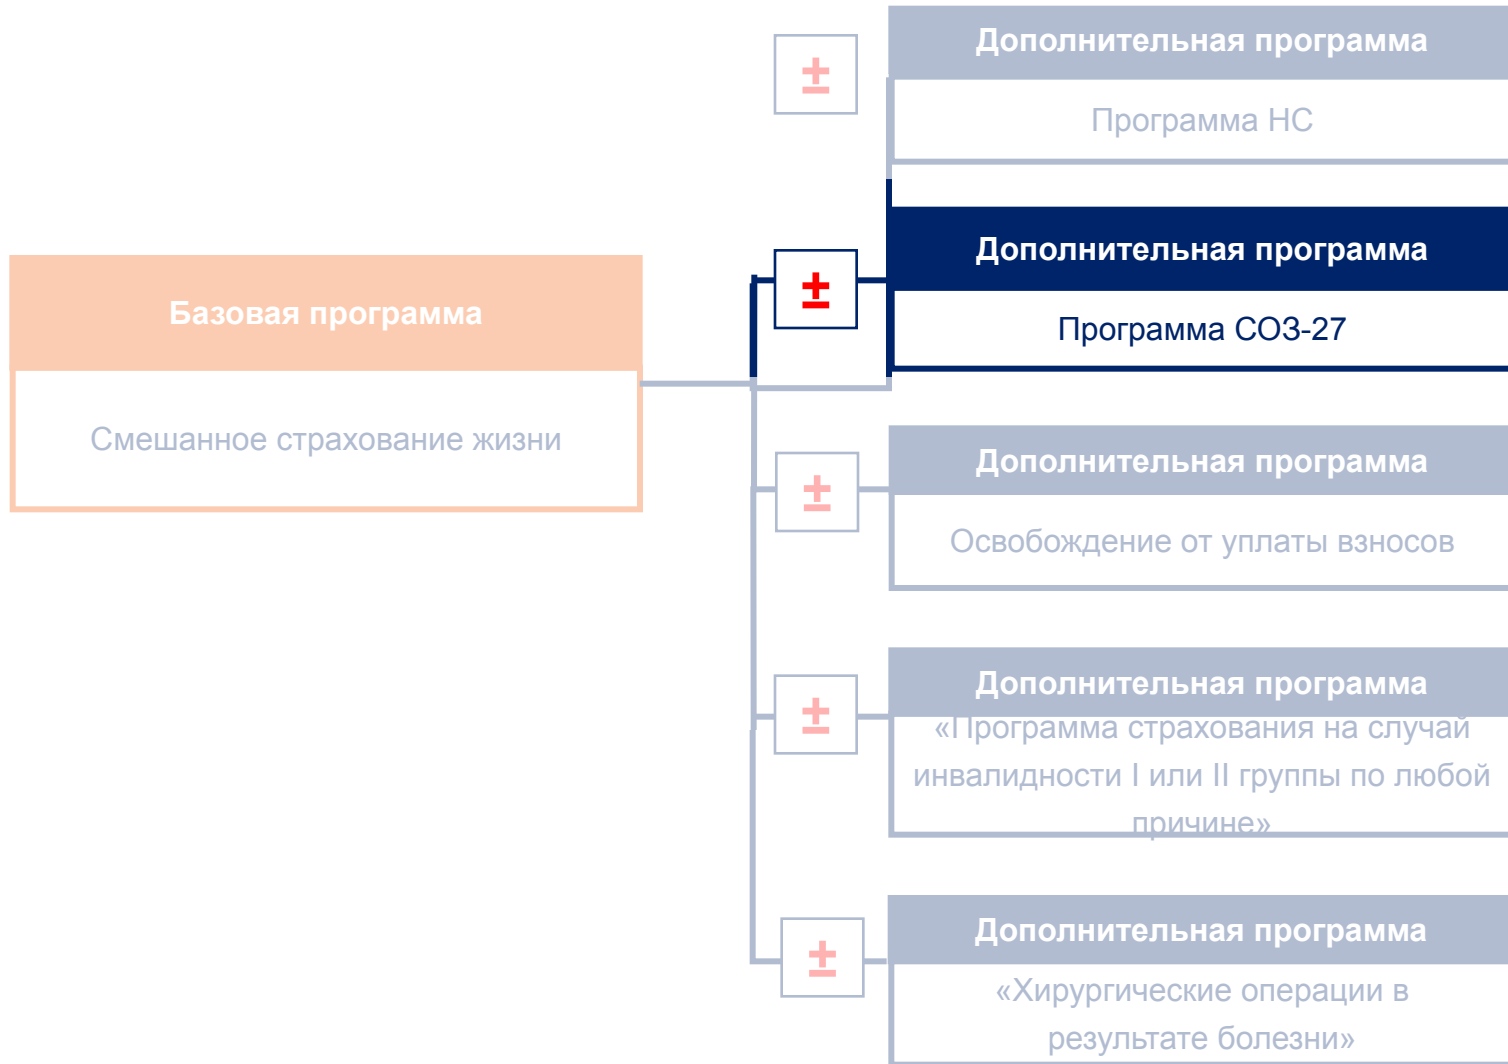 Дополнительная программа
±
Программа НС
Дополнительная программа
±
Базовая программа
Программа СОЗ-27
Смешанное страхование жизни
Дополнительная программа
±
Освобождение от уплаты взносов
Дополнительная программа
±
«Программа страхования на случай
инвалидности I или II группы по любой
причине»
Дополнительная программа
±
«Хирургические операции в
результате болезни»